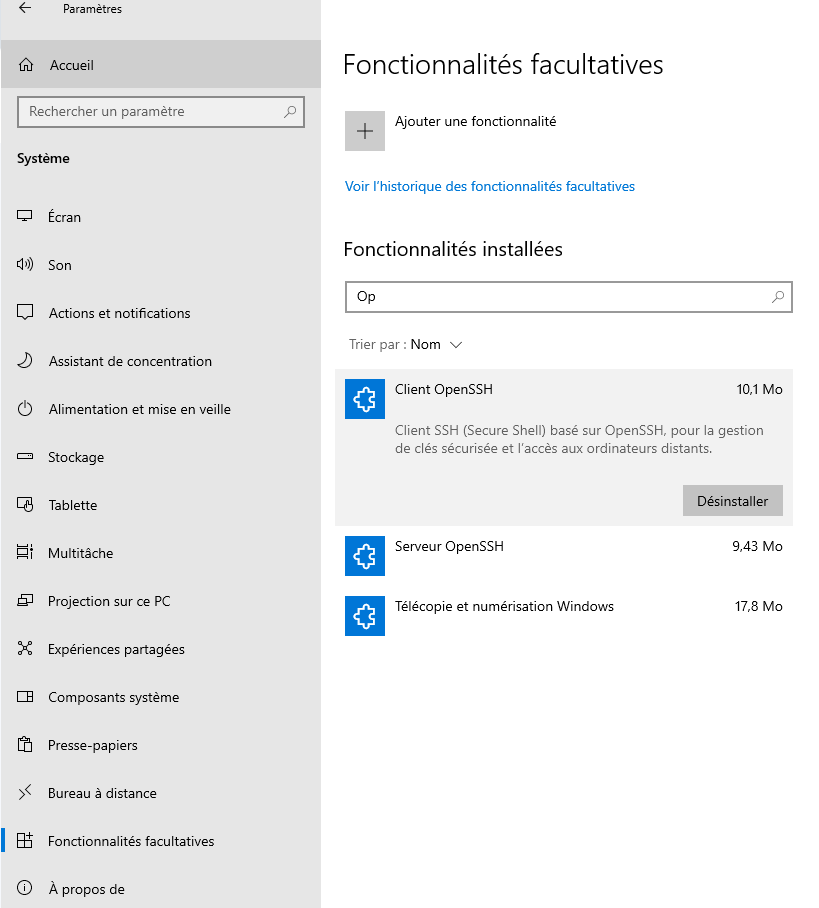 Paramètres
Accueil
Rechercher un paramètre
Système
Écran
Son
Actions et notifications
Assistant de concentration
Alimentation et mise en veille
Stockage
Tablette
Multitâche
Projection sur ce PC
Expériences partagées
Composants système
Presse-papiers
Bureau à distance
Fonctionnalités facultatives
À propos de
Fonctionnalités facultatives
Ajouter une fonctionnalité
Voir l’historique des fonctionnalités facultatives
Fonctionnalités installées
Op
Trier par : Nom
Client OpenSSH 10,1 Mo
Client SSH (Secure Shell) basé sur OpenSSH, pour la gestion
de clés sécurisée et l’accès aux ordinateurs distants.
Désinstaller
Serveur OpenSSH 9,43 Mo
Télécopie et numérisation Windows 17,8 Mo